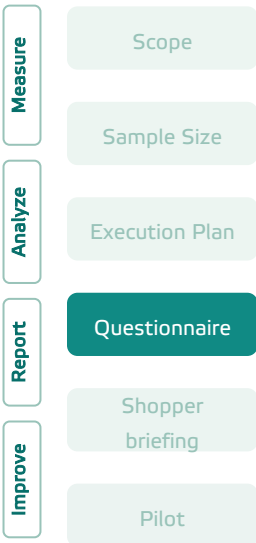 Measure
Analyze
Report
Improve
Scope
Sample Size
Execution Plan
Questionnaire
Shopper
briefing
Pilot